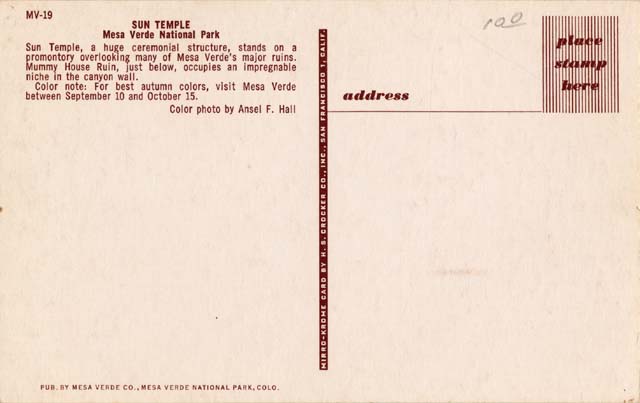 MV-19
SUN TEMPLE
Mesa Verde National Park
Sun Temple, a huge ceremonial structure, stands on a
promontory overlooking many of Mesa Verde's major ruins.
Mummy House Ruin, just below, occupies an impregnable
niche in the canyon wall.
Color note: For best autumn colors, visit Mesa Verde
between September 10 and October 15.
Color photo by Ansel F. Hall
PUB. BY MESA VERDE CO., MESA VERDE NATIONAL PARK, COLO.
MIRRO-KROME CARD BY H. S. CROCKER CO., INC., SAN FRANCISCO 1, CALIF.
100
place
stamp
here
address